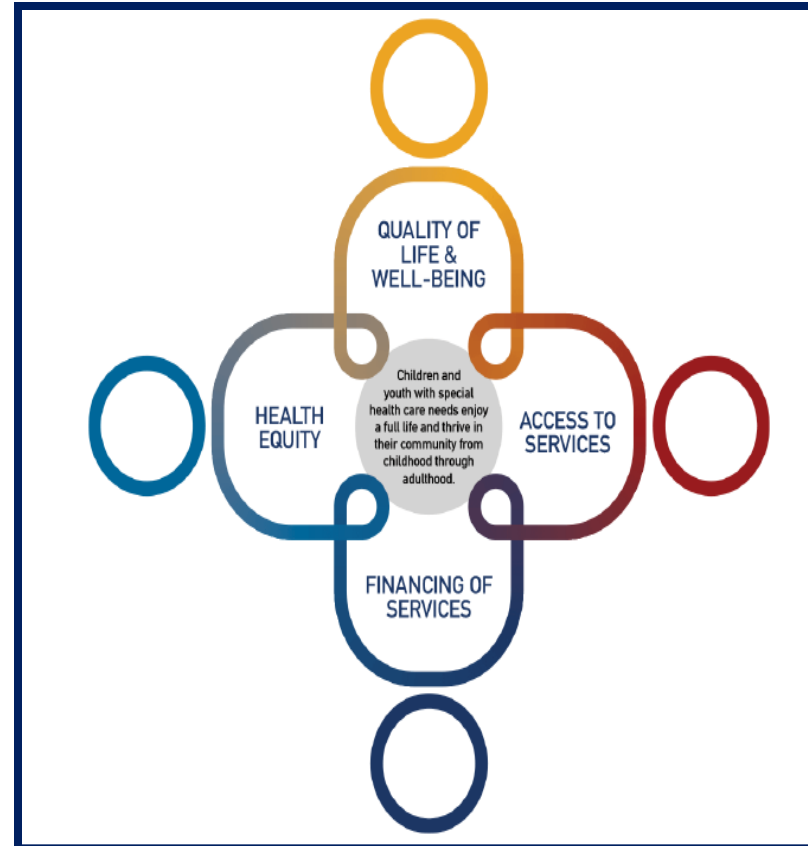 QUALITY OF
LIFE &
WELL-BEING
Children and
youth with special
health care needs enjoy
a full life and thrive in
their community from
childhood through
adulthood.
HEALTH
EQUITY
ACCESS TO
SERVICES
FINANCING OF
SERVICES